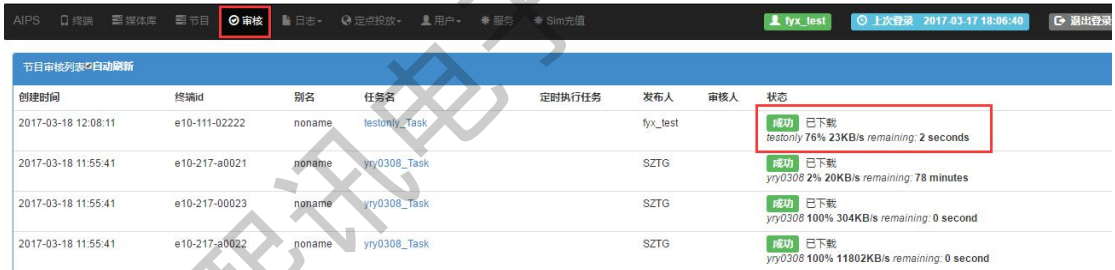 AIPS 终端 媒体库 节目 审核 日志 定点投放 用户 服务 Sim充值 fyx_test 上次登录 2017-03-17 18:06:40 退出登录
节目审核列表 自动刷新
创建时间 终端id 别名 任务名 定时执行任务 发布人 审核人 状态
2017-03-18 12:08:11 e10-111-02222 noname testonly_Task fyx_test 成功 已下载
testonly 76% 23KB/s remaining: 2 seconds
2017-03-18 11:55:41 e10-217-a0021 noname yry0308_Task SZTG 成功 已下载
yry0308 2% 20KB/s remaining: 78 minutes
2017-03-18 11:55:41 e10-217-00023 noname yry0308_Task SZTG 成功 已下载
yry0308 100% 304KB/s remaining: 0 second
2017-03-18 11:55:41 e10-217-a0022 noname yry0308_Task SZTG 成功 已下载
yry0308 100% 11802KB/s remaining: 0 second